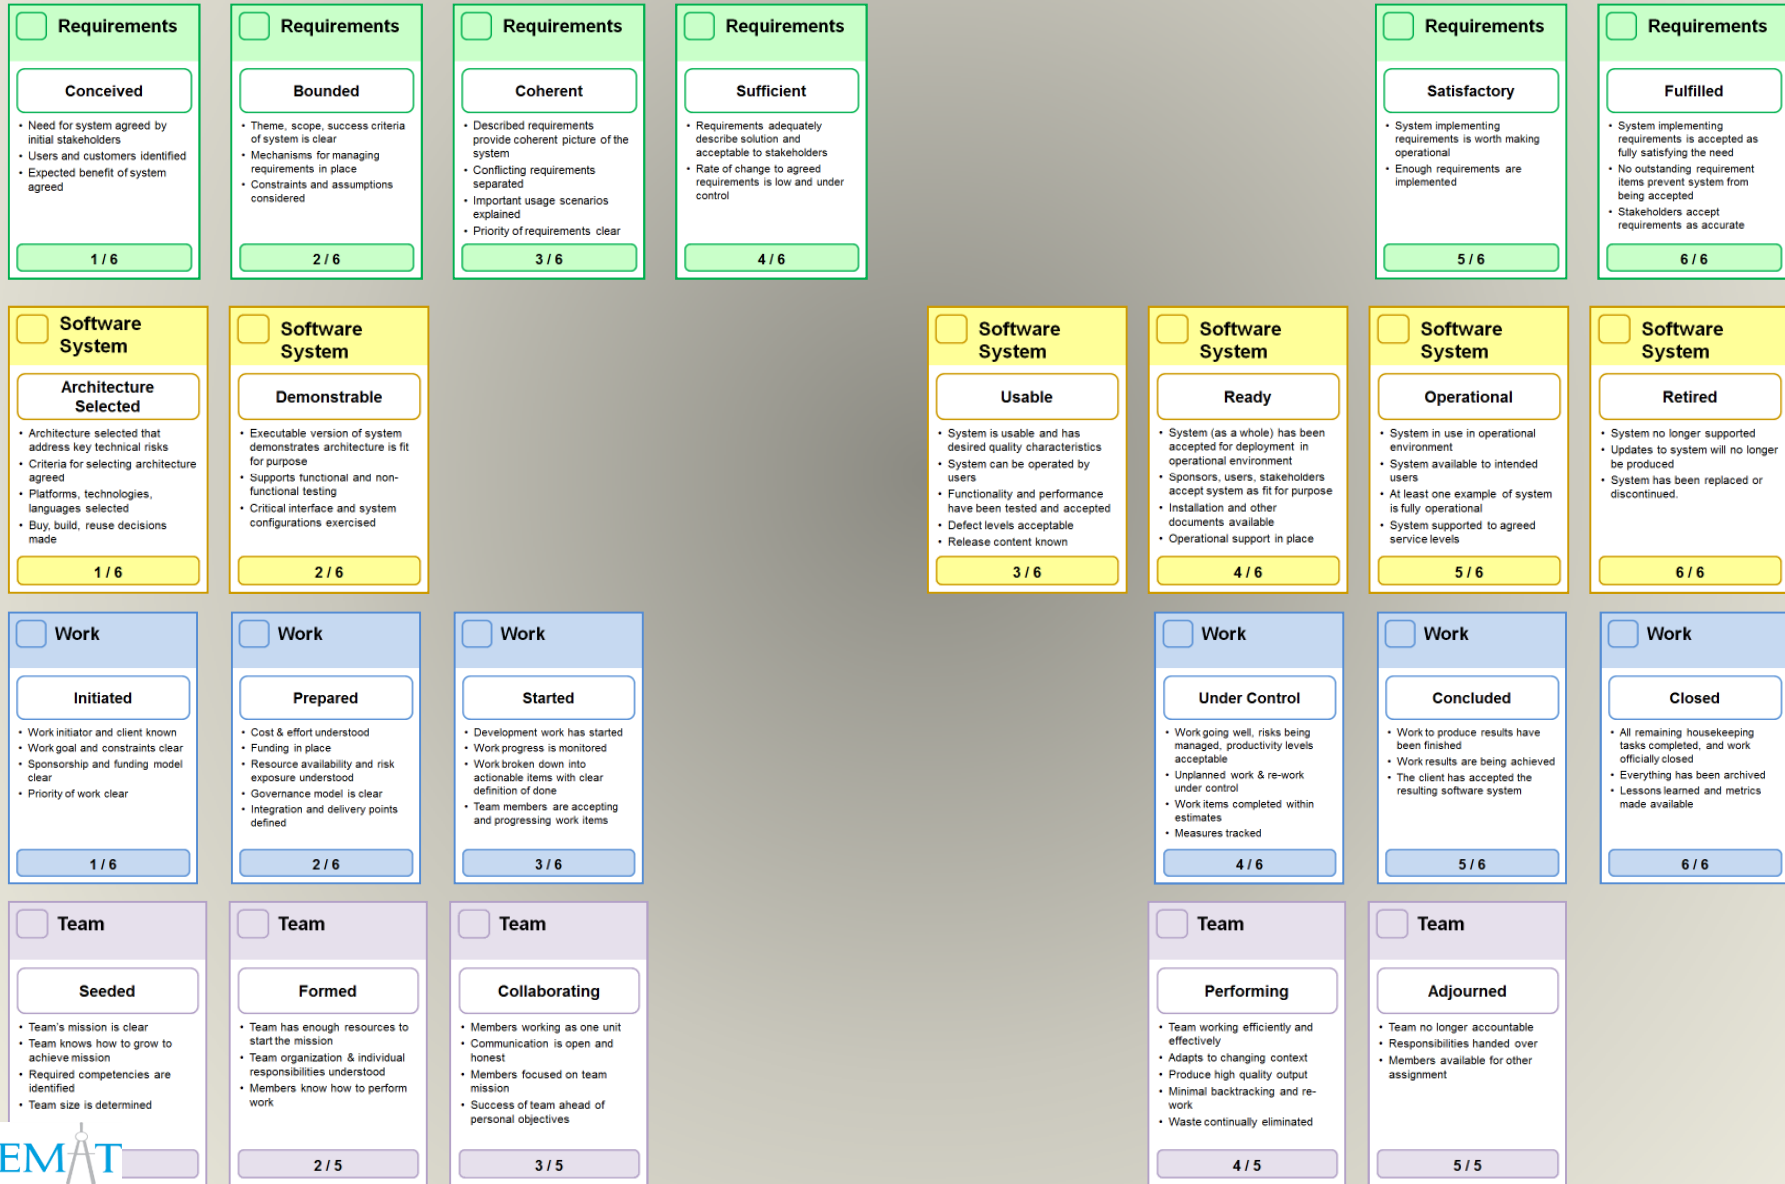 Requirements
Conceived
• Need for system agreed by
initial stakeholders
• Users and customers identified
• Expected benefit of system
agreed
1 / 6
Requirements
Bounded
• Theme, scope, success criteria
of system is clear
• Mechanisms for managing
requirements in place
• Constraints and assumptions
considered
2 / 6
Requirements
Coherent
• Described requirements
provide coherent picture of the
system
• Conflicting requirements
separated
• Important usage scenarios
explained
• Priority of requirements clear
3 / 6
Requirements
Sufficient
• Requirements adequately
describe solution and
acceptable to stakeholders
• Rate of change to agreed
requirements is low and under
control
4 / 6
Requirements
Satisfactory
• System implementing
requirements is worth making
operational
• Enough requirements are
implemented
5 / 6
Requirements
Fulfilled
• System implementing
requirements is accepted as
fully satisfying the need
• No outstanding requirement
items prevent system from
being accepted
• Stakeholders accept
requirements as accurate
6 / 6
Software
System
Architecture
Selected
• Architecture selected that
address key technical risks
• Criteria for selecting architecture
agreed
• Platforms, technologies,
languages selected
• Buy, build, reuse decisions
made
1 / 6
Software
System
Demonstrable
• Executable version of system
demonstrates architecture is fit
for purpose
• Supports functional and non-
functional testing
• Critical interface and system
configurations exercised
2 / 6
Software
System
Usable
• System is usable and has
desired quality characteristics
• System can be operated by
users
• Functionality and performance
have been tested and accepted
• Defect levels acceptable
• Release content known
3 / 6
Software
System
Ready
• System (as a whole) has been
accepted for deployment in
operational environment
• Sponsors, users, stakeholders
accept system as fit for purpose
• Installation and other
documents available
• Operational support in place
4 / 6
Software
System
Operational
• System in use in operational
environment
• System available to intended
users
• At least one example of system
is fully operational
• System supported to agreed
service levels
5 / 6
Software
System
Retired
• System no longer supported
• Updates to system will no longer
be produced
• System has been replaced or
discontinued.
6 / 6
Work
Initiated
• Work initiator and client known
• Work goal and constraints clear
• Sponsorship and funding model
clear
• Priority of work clear
1 / 6
Work
Prepared
• Cost & effort understood
• Funding in place
• Resource availability and risk
exposure understood
• Governance model is clear
• Integration and delivery points
defined
2 / 6
Work
Started
• Development work has started
• Work progress is monitored
• Work broken down into
actionable items with clear
definition of done
• Team members are accepting
and progressing work items
3 / 6
Work
Under Control
• Work going well, risks being
managed, productivity levels
acceptable
• Unplanned work & re-work
under control
• Work items completed within
estimates
• Measures tracked
4 / 6
Work
Concluded
• Work to produce results have
been finished
• Work results are being achieved
• The client has accepted the
resulting software system
5 / 6
Work
Closed
• All remaining housekeeping
tasks completed, and work
officially closed
• Everything has been archived
• Lessons learned and metrics
made available
6 / 6
Team
Seeded
• Team's mission is clear
• Team knows how to grow to
achieve mission
• Required competencies are
identified
• Team size is determined
EMAT
Team
Formed
• Team has enough resources to
start the mission
• Team organization & individual
responsibilities understood
• Members know how to perform
work
2 / 5
Team
Collaborating
• Members working as one unit
• Communication is open and
honest
• Members focused on team
mission
• Success of team ahead of
personal objectives
3 / 5
Team
Performing
• Team working efficiently and
effectively
• Adapts to changing context
• Produce high quality output
• Minimal backtracking and re-
work
• Waste continually eliminated
4 / 5
Team
Adjourned
• Team no longer accountable
• Responsibilities handed over
• Members available for other
assignment
5 / 5